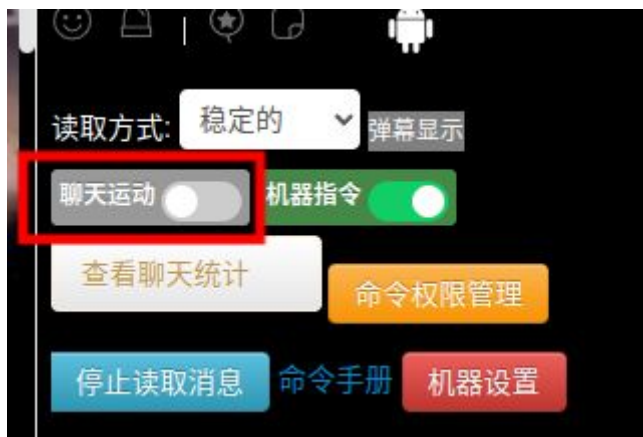 读取方式: 稳定的 弹幕显示
聊天运动 机器指令
查看聊天统计 命令权限管理
停止读取消息 命令手册 机器设置